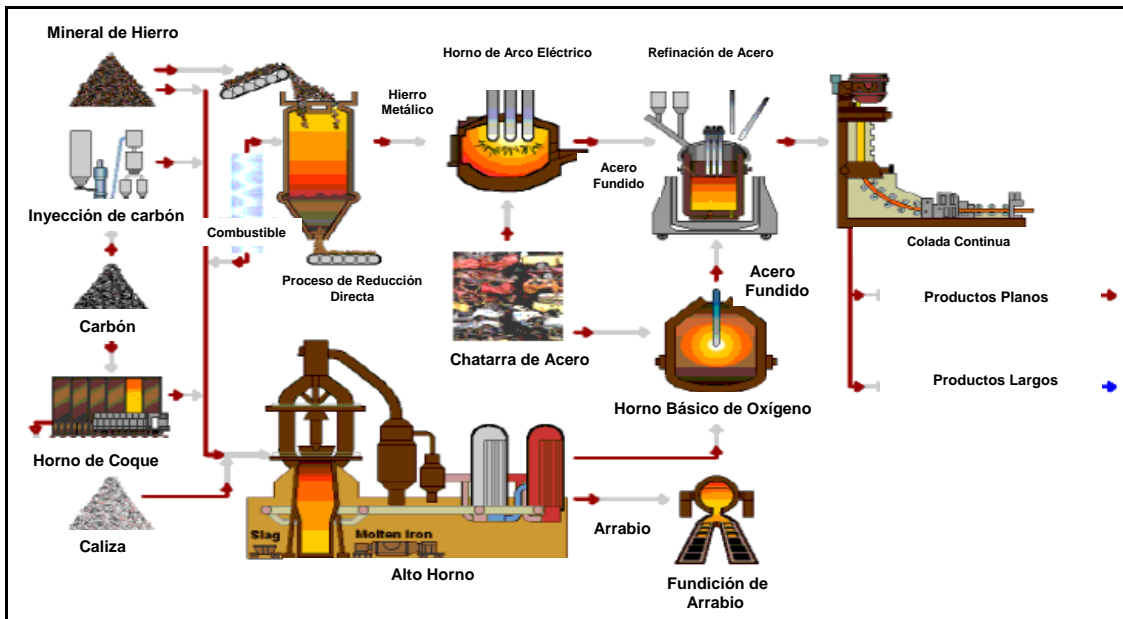 Mineral de Hierro
Horno de Arco Eléctrico
Refinación de Acero
Hierro
Metálico
Acero
Fundido
Inyección de carbón
Combustible
Colada Continua
Proceso de Reducción
Directa
Acero
Fundido
Productos Planos
Carbón
Chatarra de Acero
Productos Largos
Horno Básico de Oxígeno
Horno de Coque
Caliza
Slag
Molten Iron
Arrabio
Alto Horno
Fundición de
Arrabio